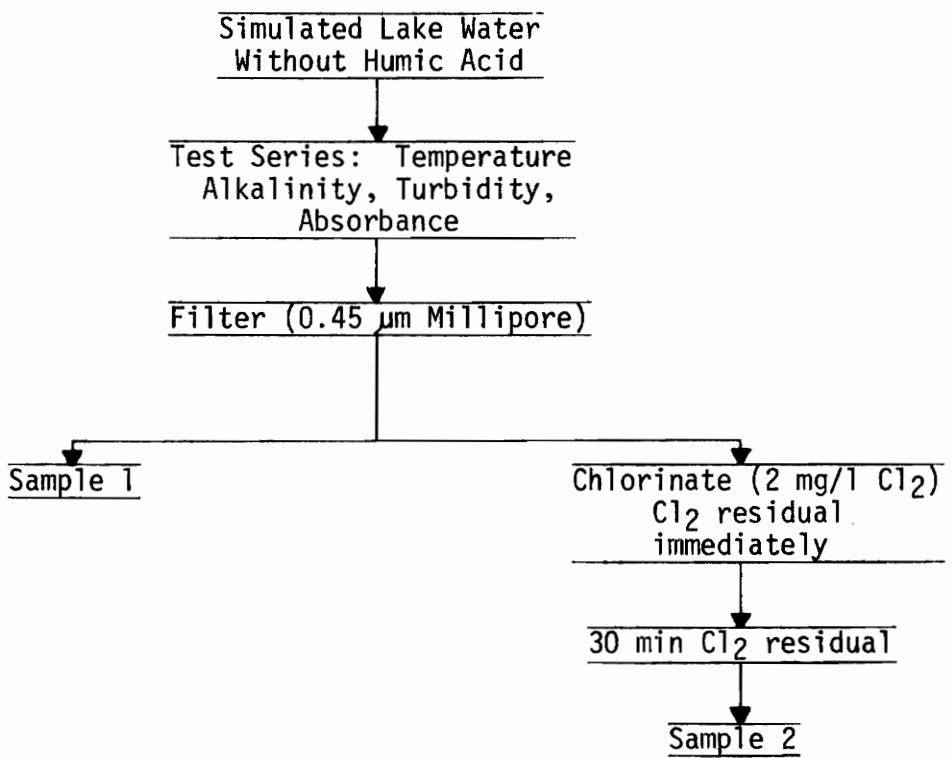 Simulated Lake Water
Without Humic Acid
Test Series: Temperature
Alkalinity, Turbidity,
Absorbance
Filter (0.45 µm Millipore)
Sample 1
Chlorinate (2 mg/l Cl2)
Cl2 residual
immediately
30 min Cl2 residual
Sample 2